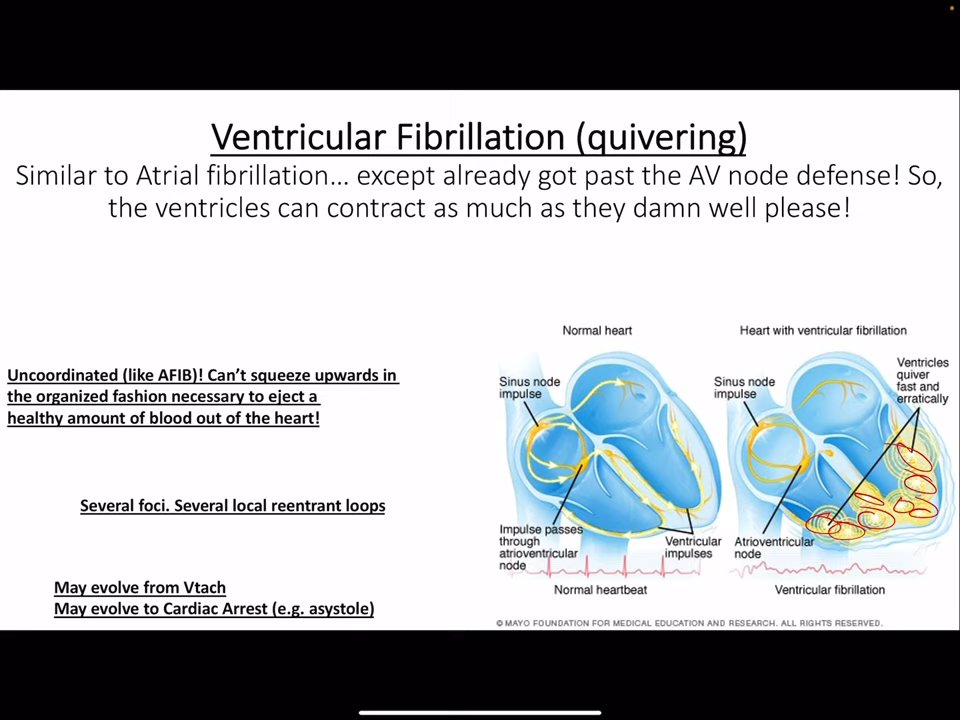 Ventricular Fibrillation (quivering)
Similar to Atrial fibrillation... except already got past the AV node defense! So,
the ventricles can contract as much as they damn well please!
Uncoordinated (like AFIB)! Can't squeeze upwards in
the organized fashion necessary to eject a
healthy amount of blood out of the heart!
Several foci. Several local reentrant loops
May evolve from Vtach
May evolve to Cardiac Arrest (e.g. asystole)
Normal heart
Sinus node
impulse
Impulse passes
through
atrioventricular
node
Ventricular
impulses
Normal heartbeat
Heart with ventricular fibrillation
Sinus node
impulse
Ventricles
quiver
fast and
erratically
Atrioventricular
node
Ventricular fibrillation
© MAYO FOUNDATION FOR MEDICAL EDUCATION AND RESEARCH. ALL RIGHTS RESERVED.